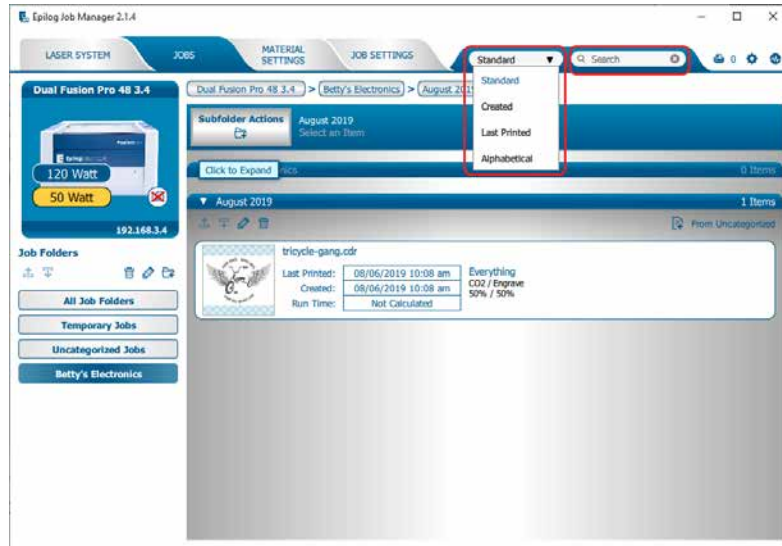 Epilog Job Manager 2.1.4
LASER SYSTEM
JOBS
MATERIAL
SETTINGS
JOB SETTINGS
Standard ▼
Search
0
Standard
Created
Last Printed
Alphabetical
Dual Fusion Pro 48 3.4
120 Watt
50 Watt
192.168.3.4
Job Folders
All Job Folders
Temporary Jobs
Uncategorized Jobs
Betty's Electronics
Dual Fusion Pro 48 3.4 > Betty's Electronics > August 201
Subfolder Actions
August 2019
Select an Item
Click to Expand
0 Items
▼ August 2019
1 Items
From Uncategorized
tricycle-gang.cdr
Last Printed: 08/06/2019 10:08 am
Created: 08/06/2019 10:08 am
Run Time: Not Calculated
Everything
CO2 / Engrave
50% / 50%